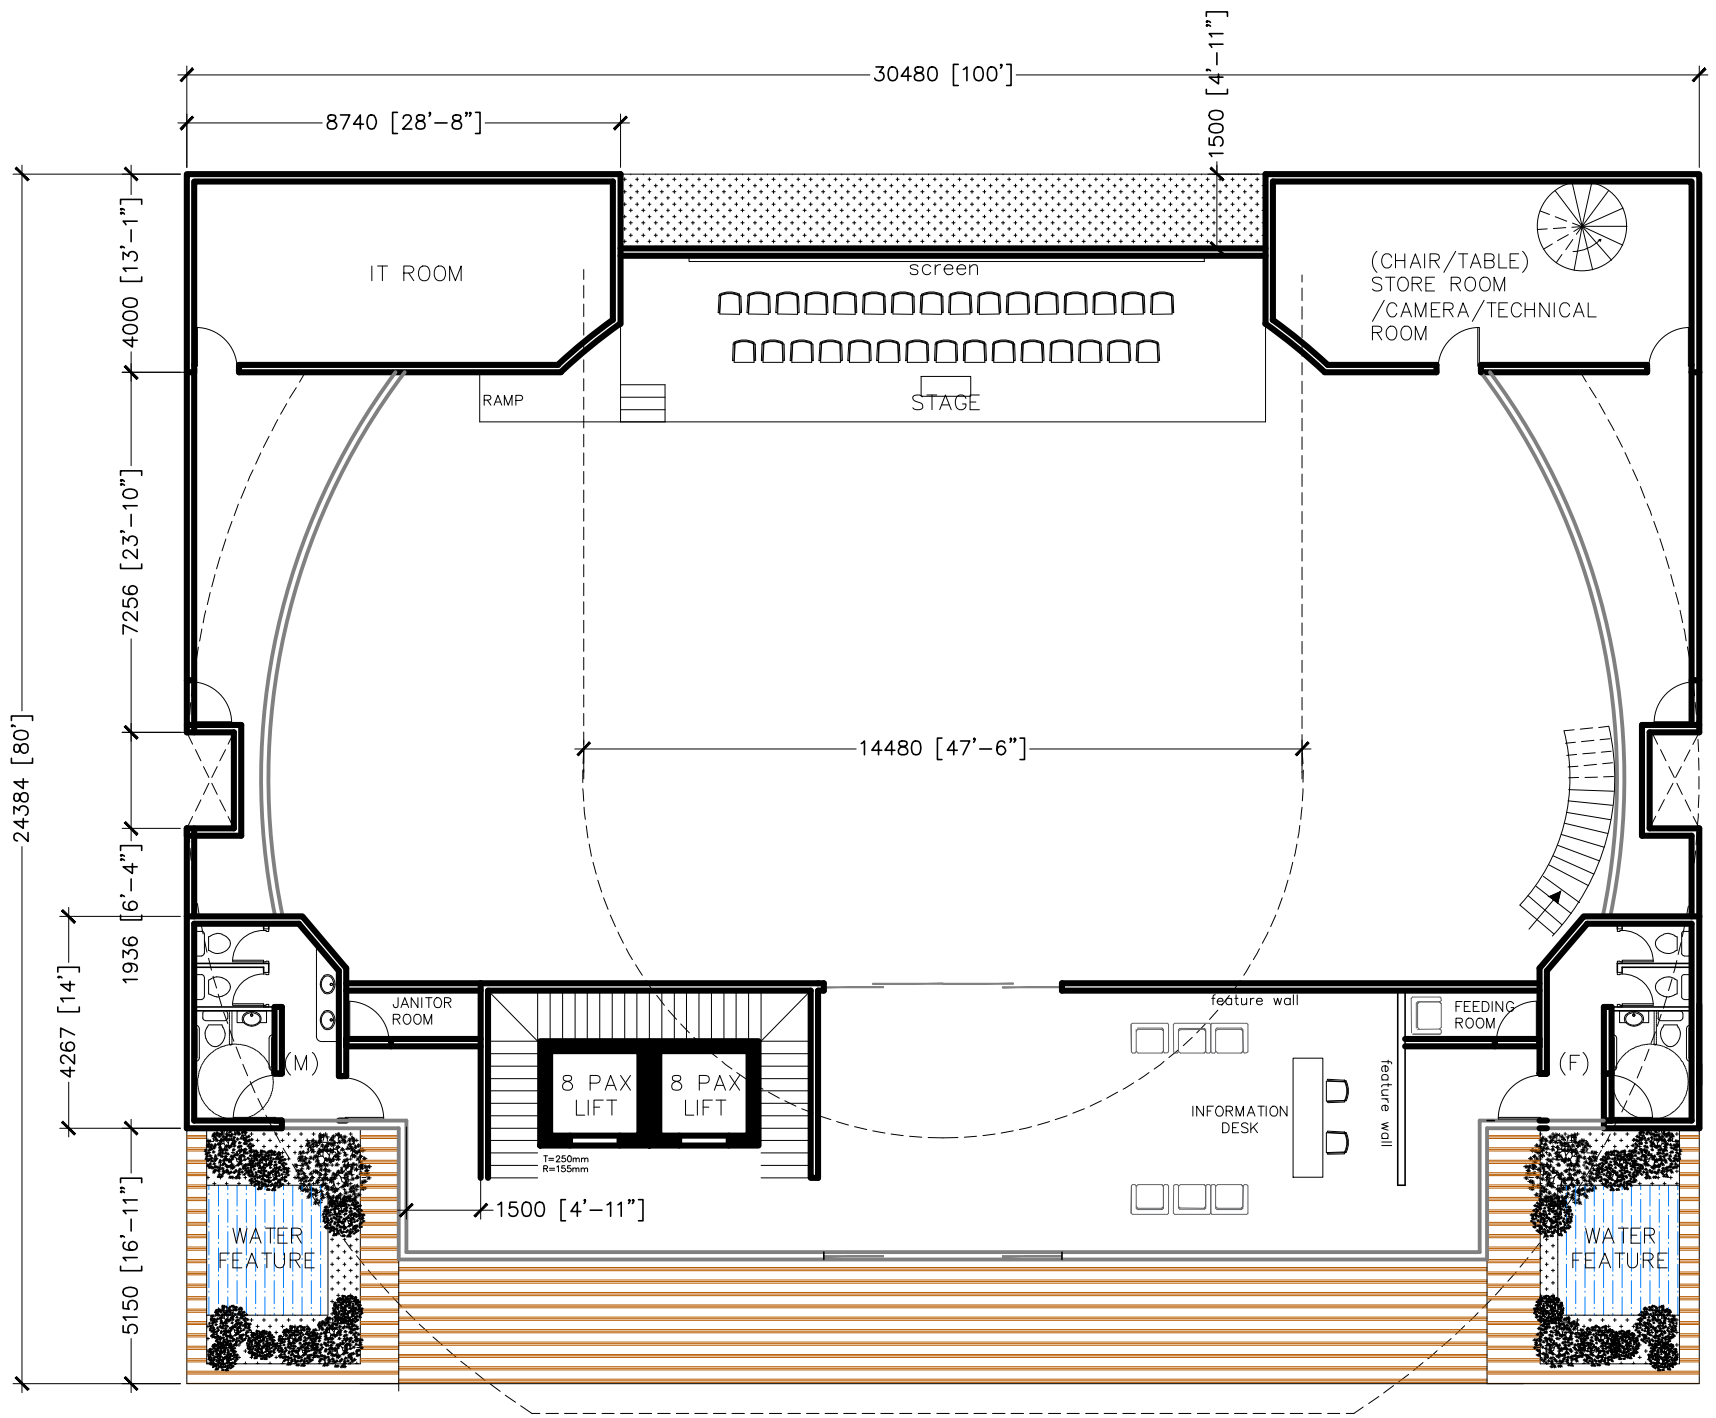 30480 [100']
1500 [4'-11"]
8740 [28'-8"]
4000 [13'-1"]
IT ROOM
screen
(CHAIR/TABLE)
STORE ROOM
/CAMERA/TECHNICAL
ROOM
RAMP
STAGE
7256 [23'-10"]
24384 [80']
14480 [47'-6"]
1936 [6'-4"]
4267 [14']
JANITOR
ROOM
feature wall
FEEDING
ROOM
(M)
8 PAX
LIFT
8 PAX
LIFT
(F)
feature wall
INFORMATION
DESK
T=250mm
R=155mm
1500 [4'-11"]
5150 [16'-11"]
WATER
FEATURE
WATER
FEATURE